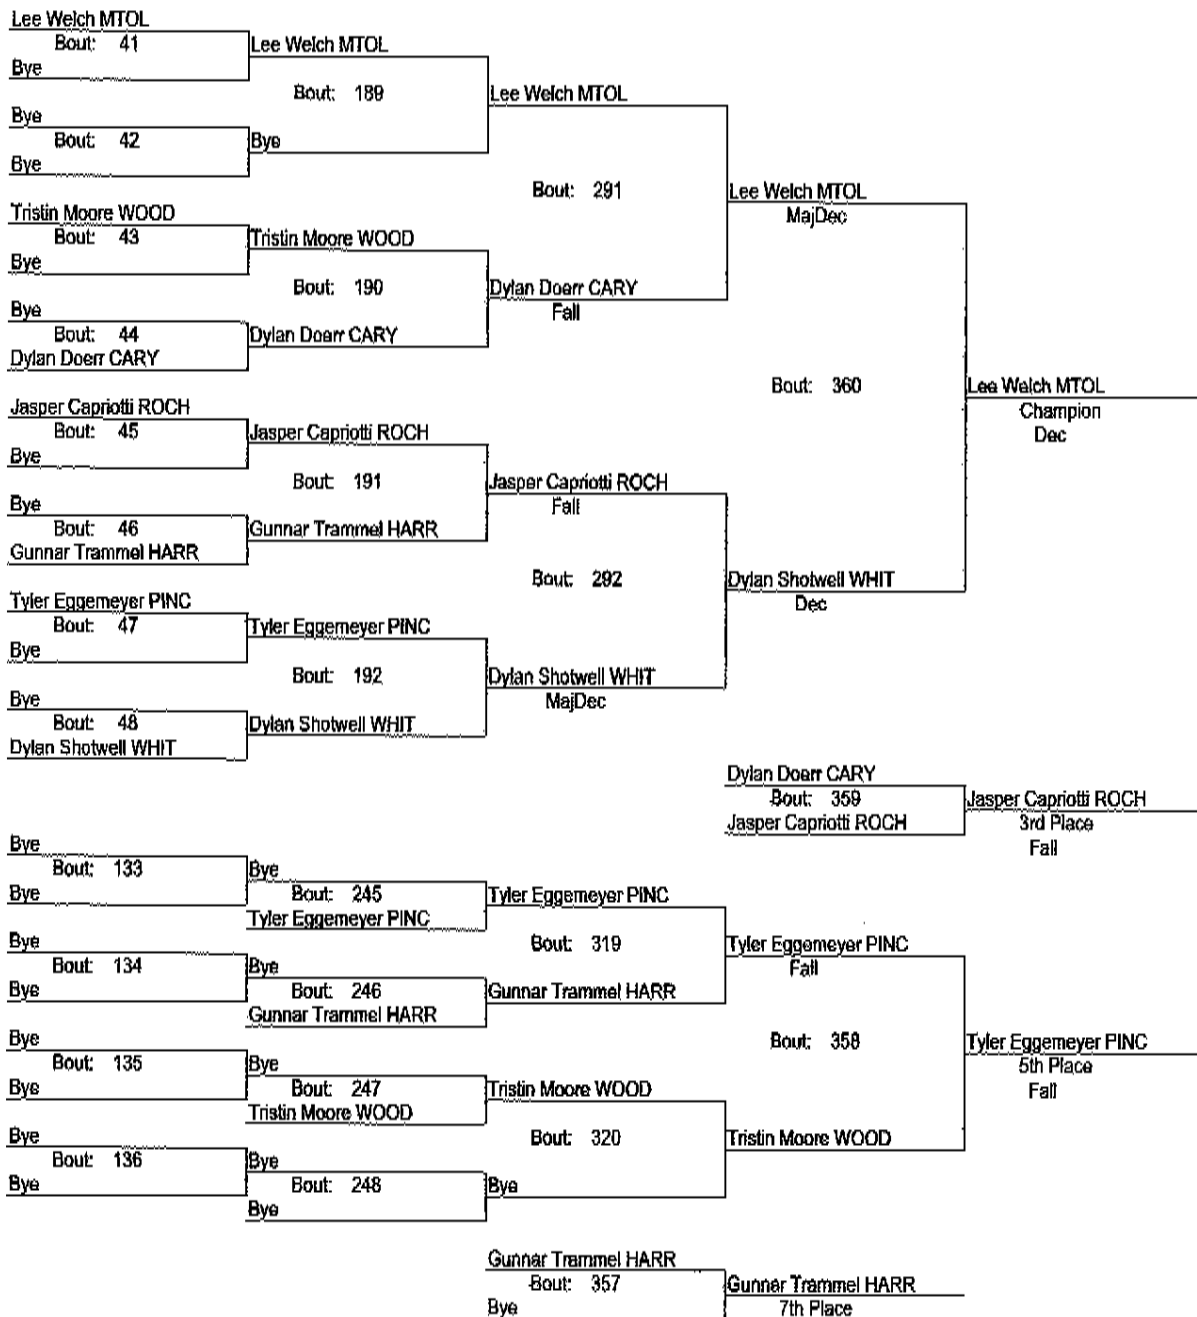 Lee Welch MTOL
Bout: 41
Bye
Lee Welch MTOL
Bout: 189
Bye
Bout: 42
Bye
Bye
Lee Welch MTOL
Bout: 291
Tristin Moore WOOD
Bout: 43
Bye
Tristin Moore WOOD
Bout: 190
Bye
Bout: 44
Dylan Doerr CARY
Dylan Doerr CARY
Dylan Doerr CARY
Fall
Lee Welch MTOL
MajDec
Bout: 360
Jasper Capriotti ROCH
Bout: 45
Bye
Jasper Capriotti ROCH
Bout: 191
Bye
Bout: 46
Gunnar Trammel HARR
Gunnar Trammel HARR
Jasper Capriotti ROCH
Fall
Bout: 292
Tyler Eggemeyer PINC
Bout: 47
Bye
Tyler Eggemeyer PINC
Bout: 192
Bye
Bout: 48
Dylan Shotwell WHIT
Dylan Shotwell WHIT
Dylan Shotwell WHIT
MajDec
Dylan Shotwell WHIT
Dec
Lee Welch MTOL
Champion
Dec
Dylan Doerr CARY
Bout: 359
Jasper Capriotti ROCH
Jasper Capriotti ROCH
3rd Place
Fall
Bye
Bout: 133
Bye
Bye
Bout: 245
Tyler Eggemeyer PINC
Tyler Eggemeyer PINC
Bout: 319
Bye
Bout: 134
Bye
Bye
Bout: 246
Gunnar Trammel HARR
Gunnar Trammel HARR
Tyler Eggemeyer PINC
Fall
Bout: 358
Bye
Bout: 135
Bye
Bye
Bout: 247
Tristin Moore WOOD
Tristin Moore WOOD
Bout: 320
Bye
Bout: 136
Bye
Bye
Bout: 248
Bye
Bye
Tristin Moore WOOD
Tyler Eggemeyer PINC
5th Place
Fall
Gunnar Trammel HARR
Bout: 357
Bye
Gunnar Trammel HARR
7th Place